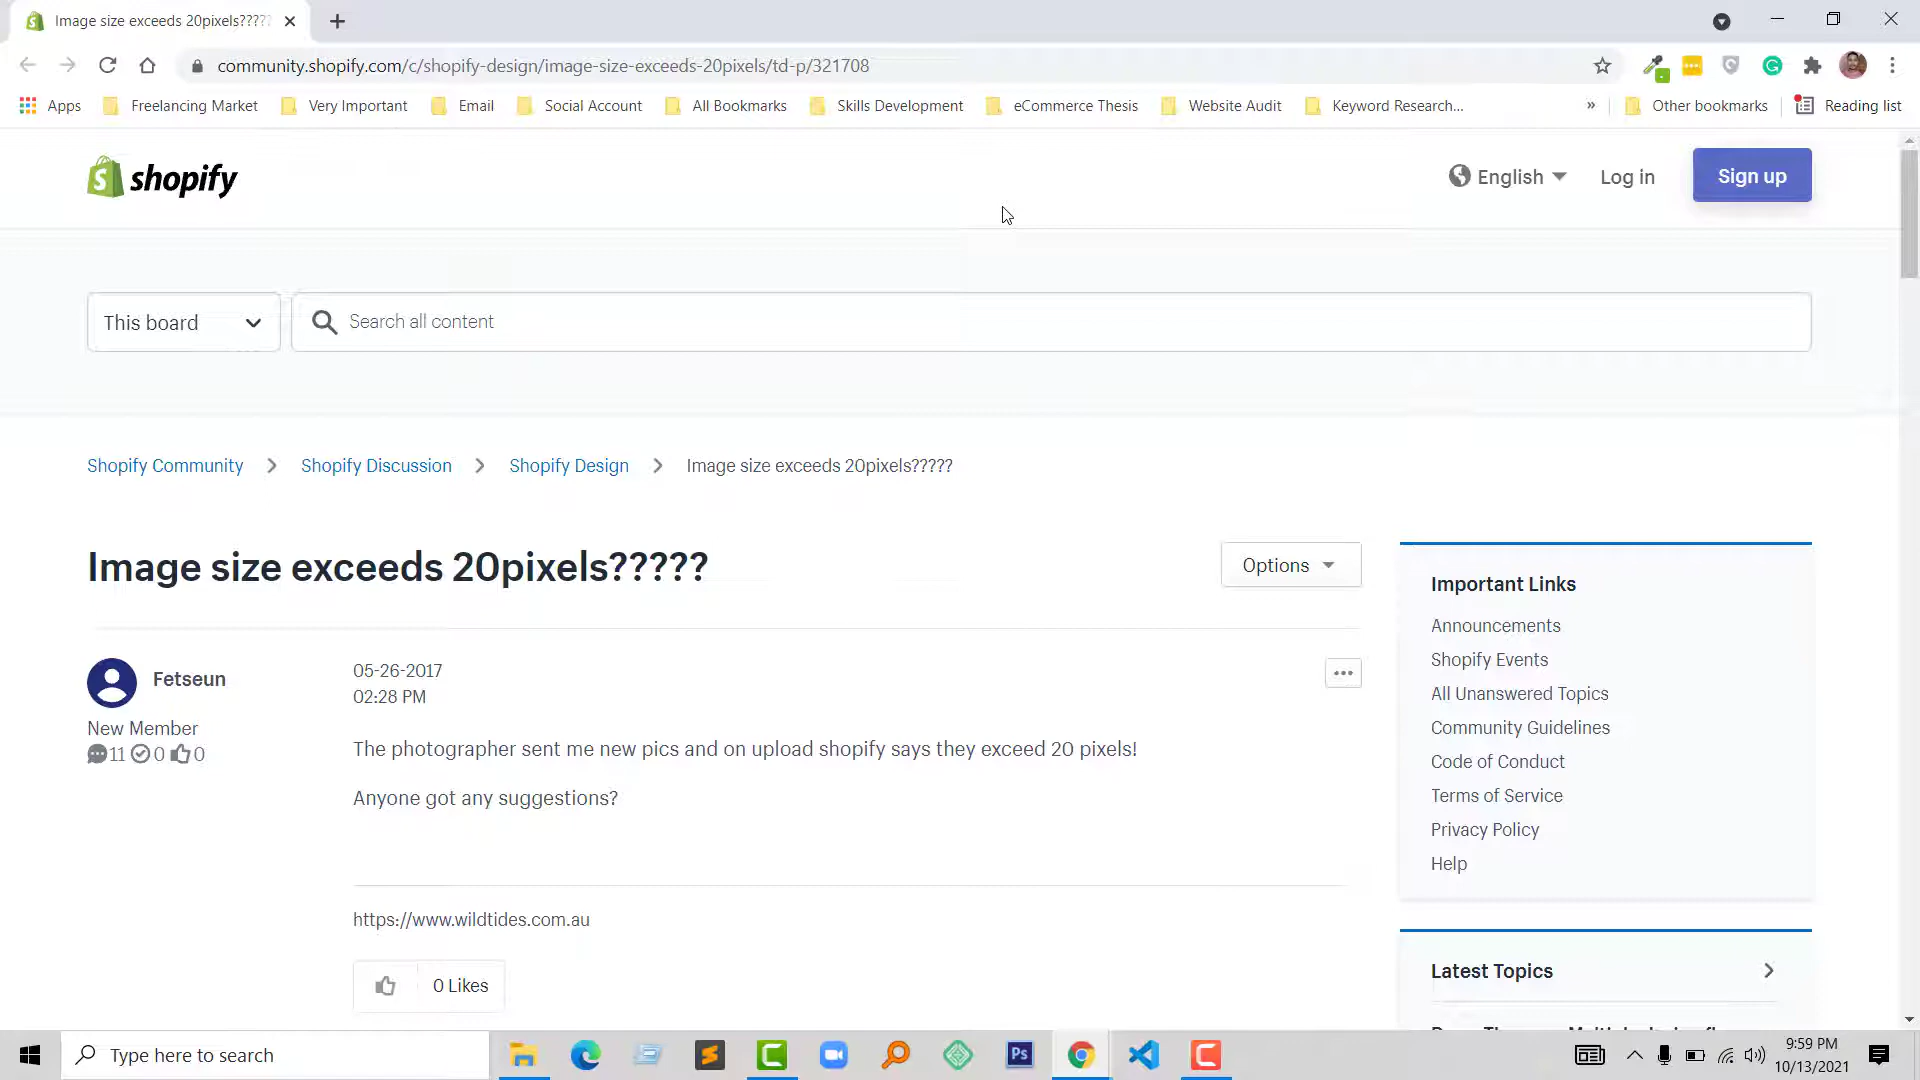 Image size exceeds 20pixels?????
community.shopify.com/c/shopify-design/image-size-exceeds-20pixels/td-p/321708
Apps
Freelancing Market
Very Important
Email
Social Account
All Bookmarks
Skills Development
eCommerce Thesis
Website Audit
Keyword Research...
»
Other bookmarks
Reading list
shopify
English
Log in
Sign up
This board
Search all content
Shopify Community > Shopify Discussion > Shopify Design > Image size exceeds 20pixels?????
Image size exceeds 20pixels?????
Options
Fetseun
New Member
11 0 0
05-26-2017
02:28 PM
The photographer sent me new pics and on upload shopify says they exceed 20 pixels!
Anyone got any suggestions?
https://www.wildtides.com.au
0 Likes
Important Links
Announcements
Shopify Events
All Unanswered Topics
Community Guidelines
Code of Conduct
Terms of Service
Privacy Policy
Help
Latest Topics
Type here to search
Ps
9:59 PM
10/13/2021